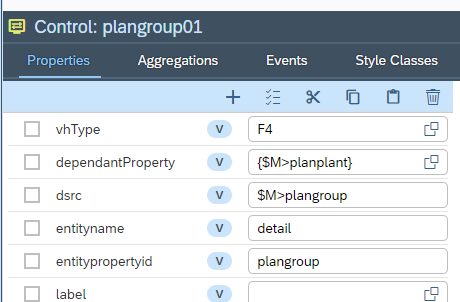 Control: plangroup01
Properties Aggregations Events Style Classes
vhType V F4
dependantProperty V {$M>planplant}
dsrc V $M>plangroup
entityname V detail
entitypropertyid V plangroup
label V